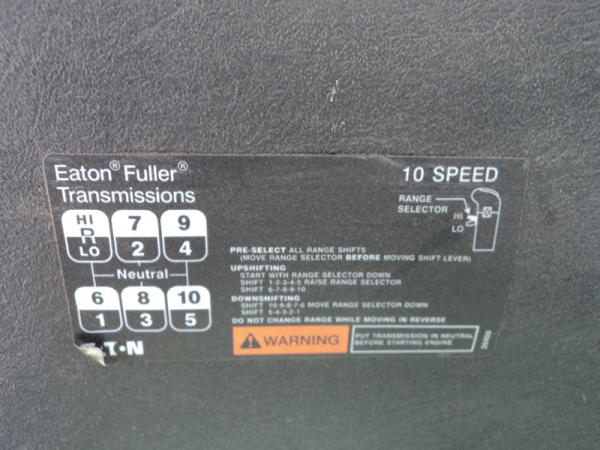 Eaton® Fuller® 10 SPEED
Transmissions
RANGE
SELECTOR
HI
LO
HI 7 9
R
LO 2 4
Neutral
6 8 10
1 3 5
PRE-SELECT ALL RANGE SHIFTS
(MOVE RANGE SELECTOR BEFORE MOVING SHIFT LEVER)
UPSHIFTING
START WITH RANGE SELECTOR DOWN
SHIFT 1-2-3-4-5 RAISE RANGE SELECTOR
SHIFT 6-7-8-9-10
DOWNSHIFTING
SHIFT 10-9-8-7-6 MOVE RANGE SELECTOR DOWN
SHIFT 5-4-3-2-1
DO NOT CHANGE RANGE WHILE MOVING IN REVERSE
WARNING
PUT TRANSMISSION IN NEUTRAL
BEFORE STARTING ENGINE
T•N